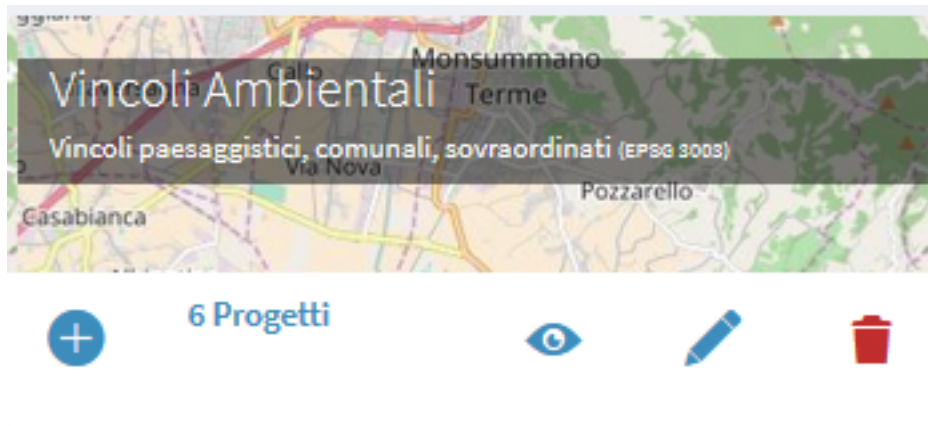 Monsummano
Terme
Vincoli Ambientali
Vincoli paesaggistici, comunali, sovraordinati (EPSG 3003)
Via Nova
Pozzarello
Casabianca
6 Progetti